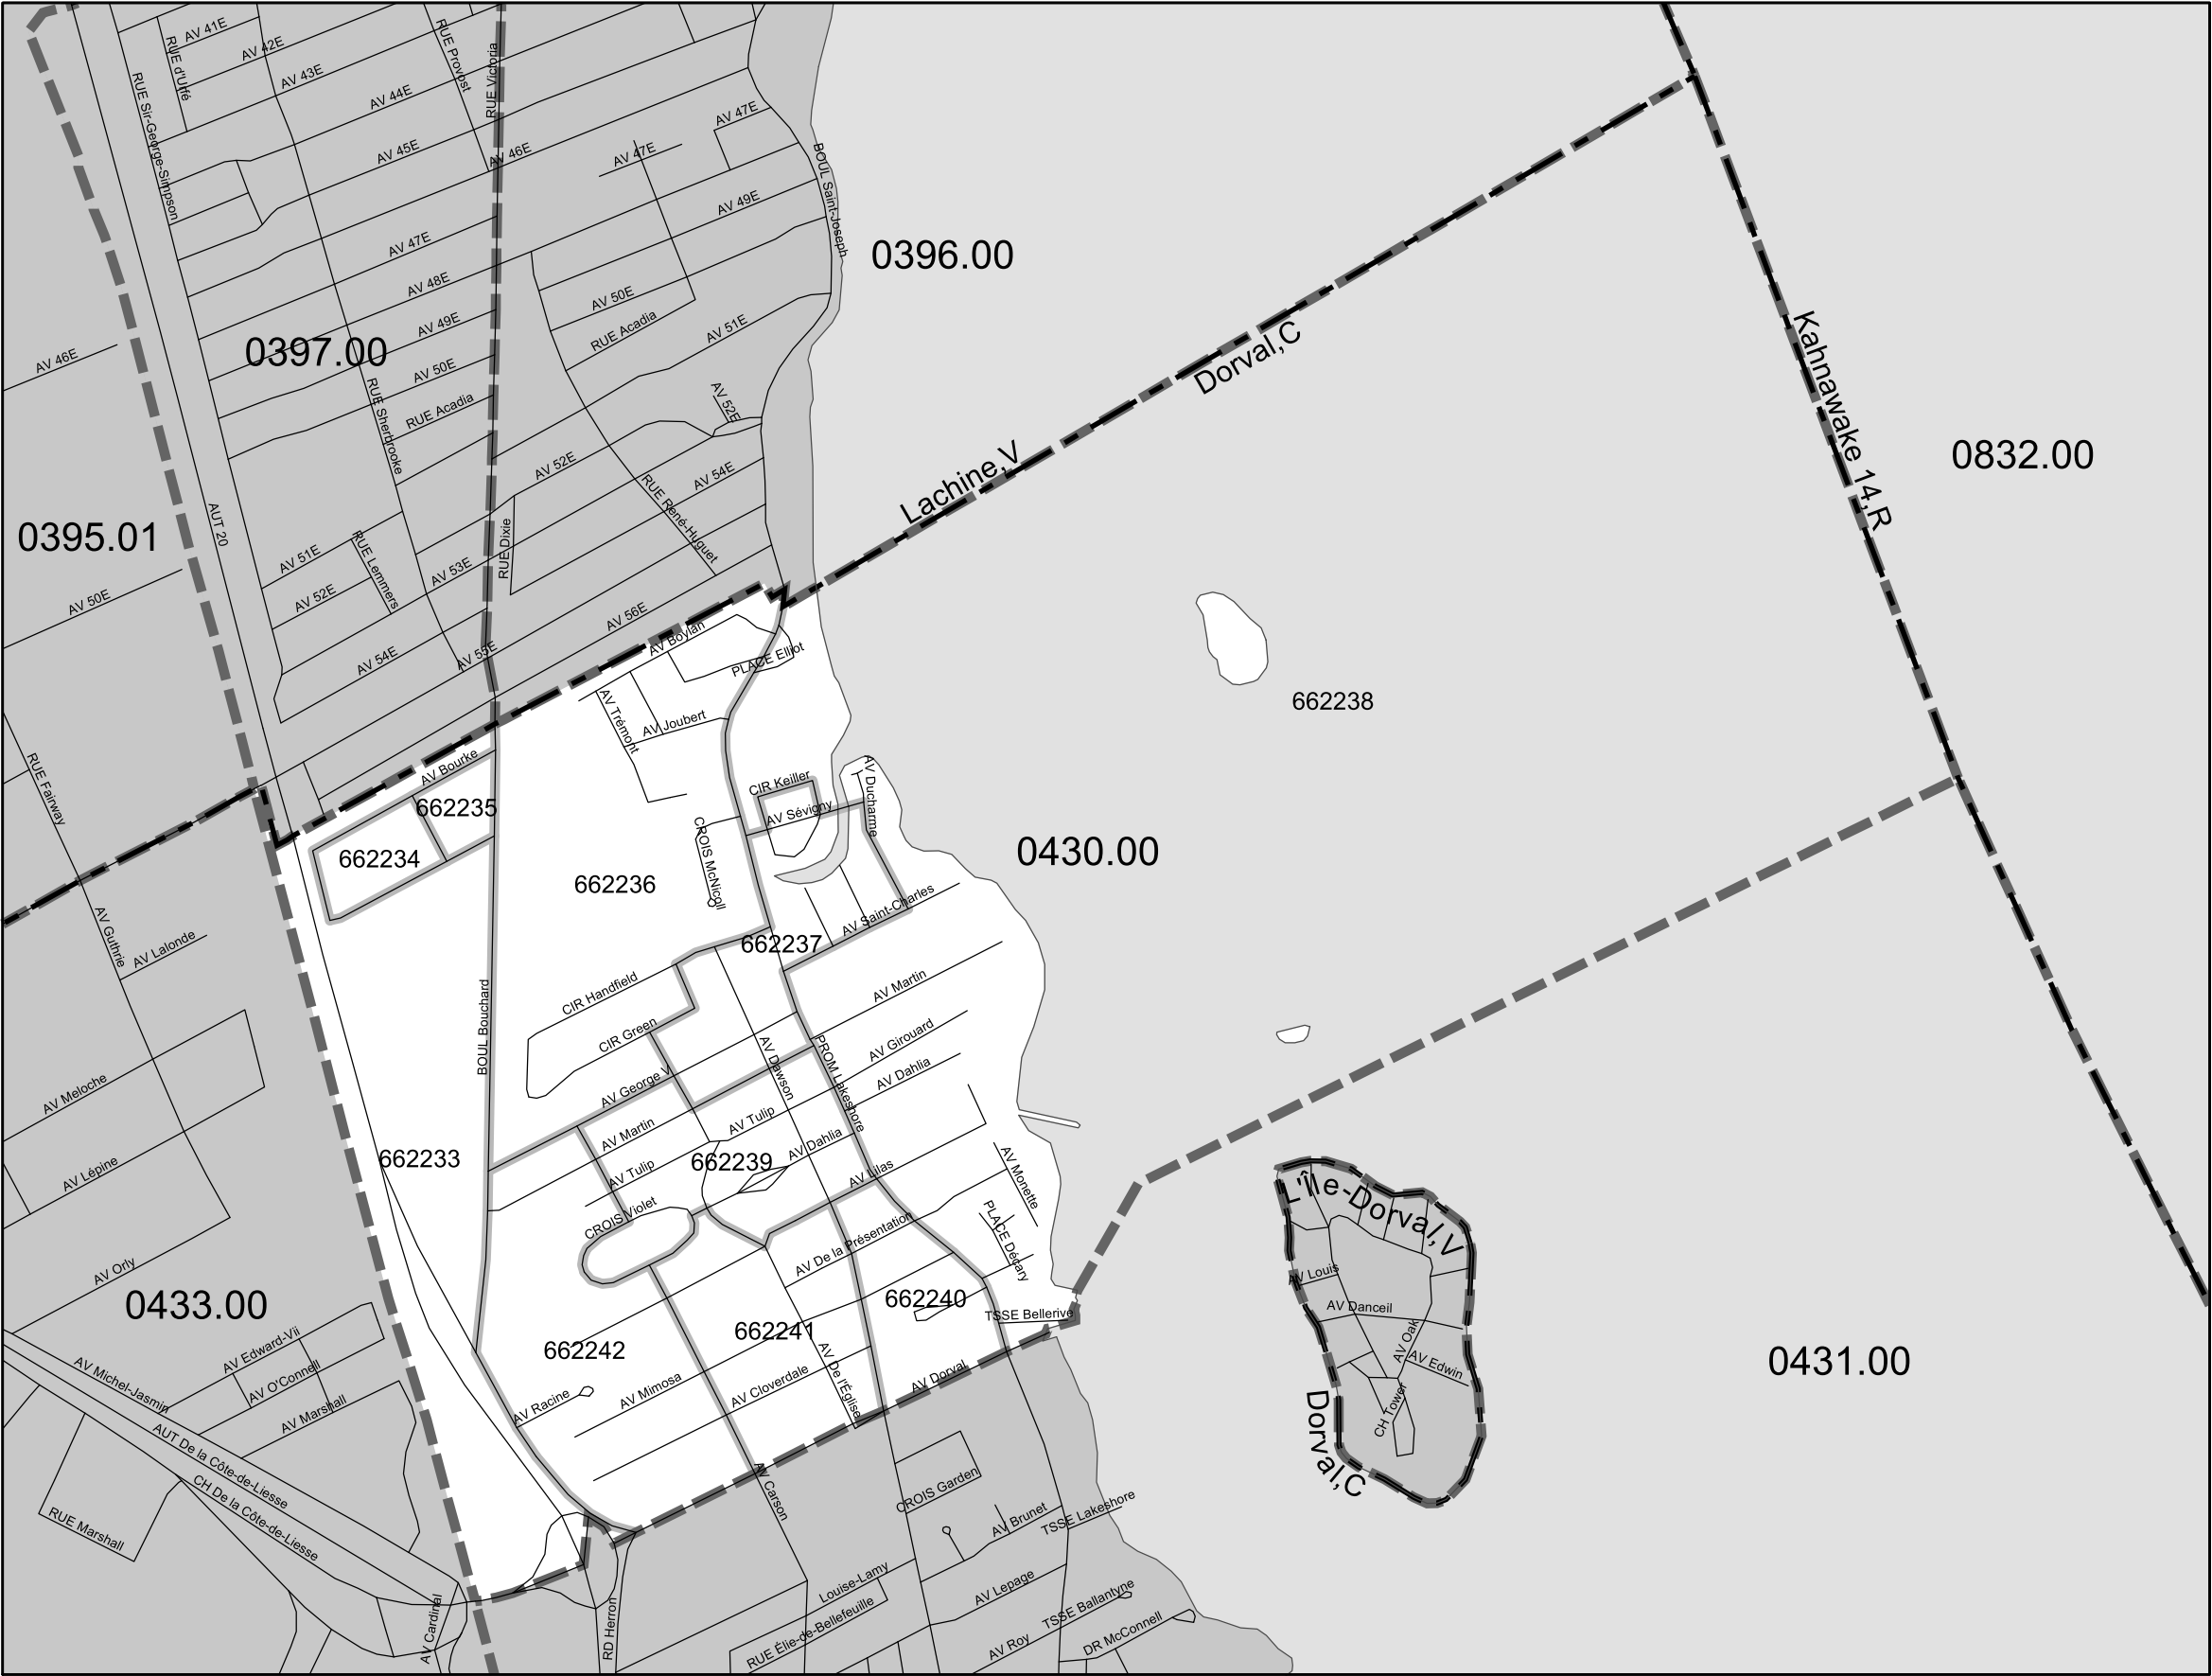 AV 41E
RUE d'Urfé
AV 42E
AV 43E
RUE Sir-George-Simpson
AV 44E
RUE Provost
RUE Victoria
AV 45E
AV 46E
AV 47E
AV 47E
BOUL Saint-Joseph
AV 49E
AV 47E
AV 48E
AV 49E
AV 50E
RUE Acadia
AV 50E
RUE Acadia
AV 51E
AV 52E
0396.00
0397.00
AV 46E
RUE Sherbrooke
AUT 20
0395.01
AV 50E
AV 51E
RUE Lemmers
AV 52E
AV 53E
RUE Dixie
AV 52E
RUE René-Huguet
AV 54E
AV 54E
AV 55E
AV 56E
Lachine,V
Dorval,C
Kahnawake 14,R
0832.00
AV Boylan
PLACE Elliot
AV Trémont
AV Joubert
662238
AV Bourke
662235
662234
662236
CROIS McNicoll
CIR Keiller
AV Sévigny
AV Ducharme
0430.00
RUE Fairway
AV Guthrie
AV Lalonde
AV Saint-Charles
662237
CIR Handfield
CIR Green
AV Martin
BOUL Bouchard
AV George V
AV Dawson
PROM Lakeshore
AV Girouard
AV Dahlia
AV Meloche
AV Lépine
662233
AV Martin
AV Tulip
AV Tulip
662239
AV Dahlia
AV Lilas
AV Monette
CROIS Violet
AV De la Présentation
PLACE Décary
AV Orly
0433.00
L'Île-Dorval,V
AV Louis
AV Danceil
AV Oak
AV Edwin
CH Tower
Dorval,C
0431.00
662240
TSSE Bellerive
662241
662242
AV Edward-Vii
AV O'Connell
AV Marshall
AV Michel-Jasmin
AUT De la Côte-de-Liesse
CH De la Côte-de-Liesse
RUE Marshall
AV Racine
AV Mimosa
AV Cloverdale
AV De l'Église
AV Dorval
AV Carson
CROIS Garden
AV Brunet
TSSE Lakeshore
Louise-Lamy
RUE Élie-de-Bellefeuille
AV Lepage
TSSE Ballantyne
AV Roy
DR McConnell
AV Cardinal
RD Herron